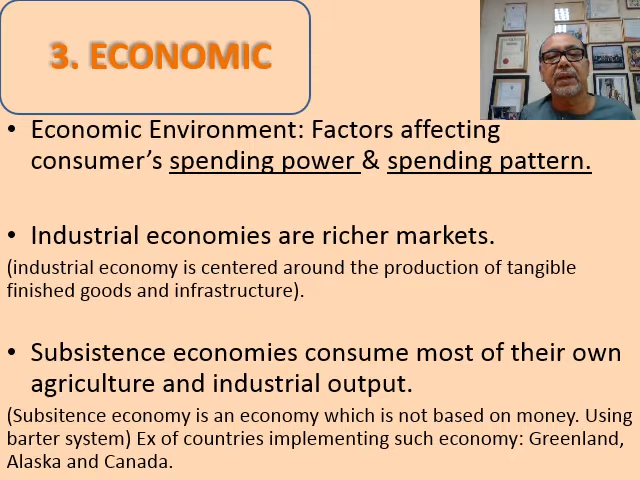 3. ECONOMIC
• Economic Environment: Factors affecting
consumer’s spending power & spending pattern.
• Industrial economies are richer markets.
(industrial economy is centered around the production of tangible
finished goods and infrastructure).
• Subsistence economies consume most of their own
agriculture and industrial output.
(Subsitence economy is an economy which is not based on money. Using
barter system) Ex of countries implementing such economy: Greenland,
Alaska and Canada.